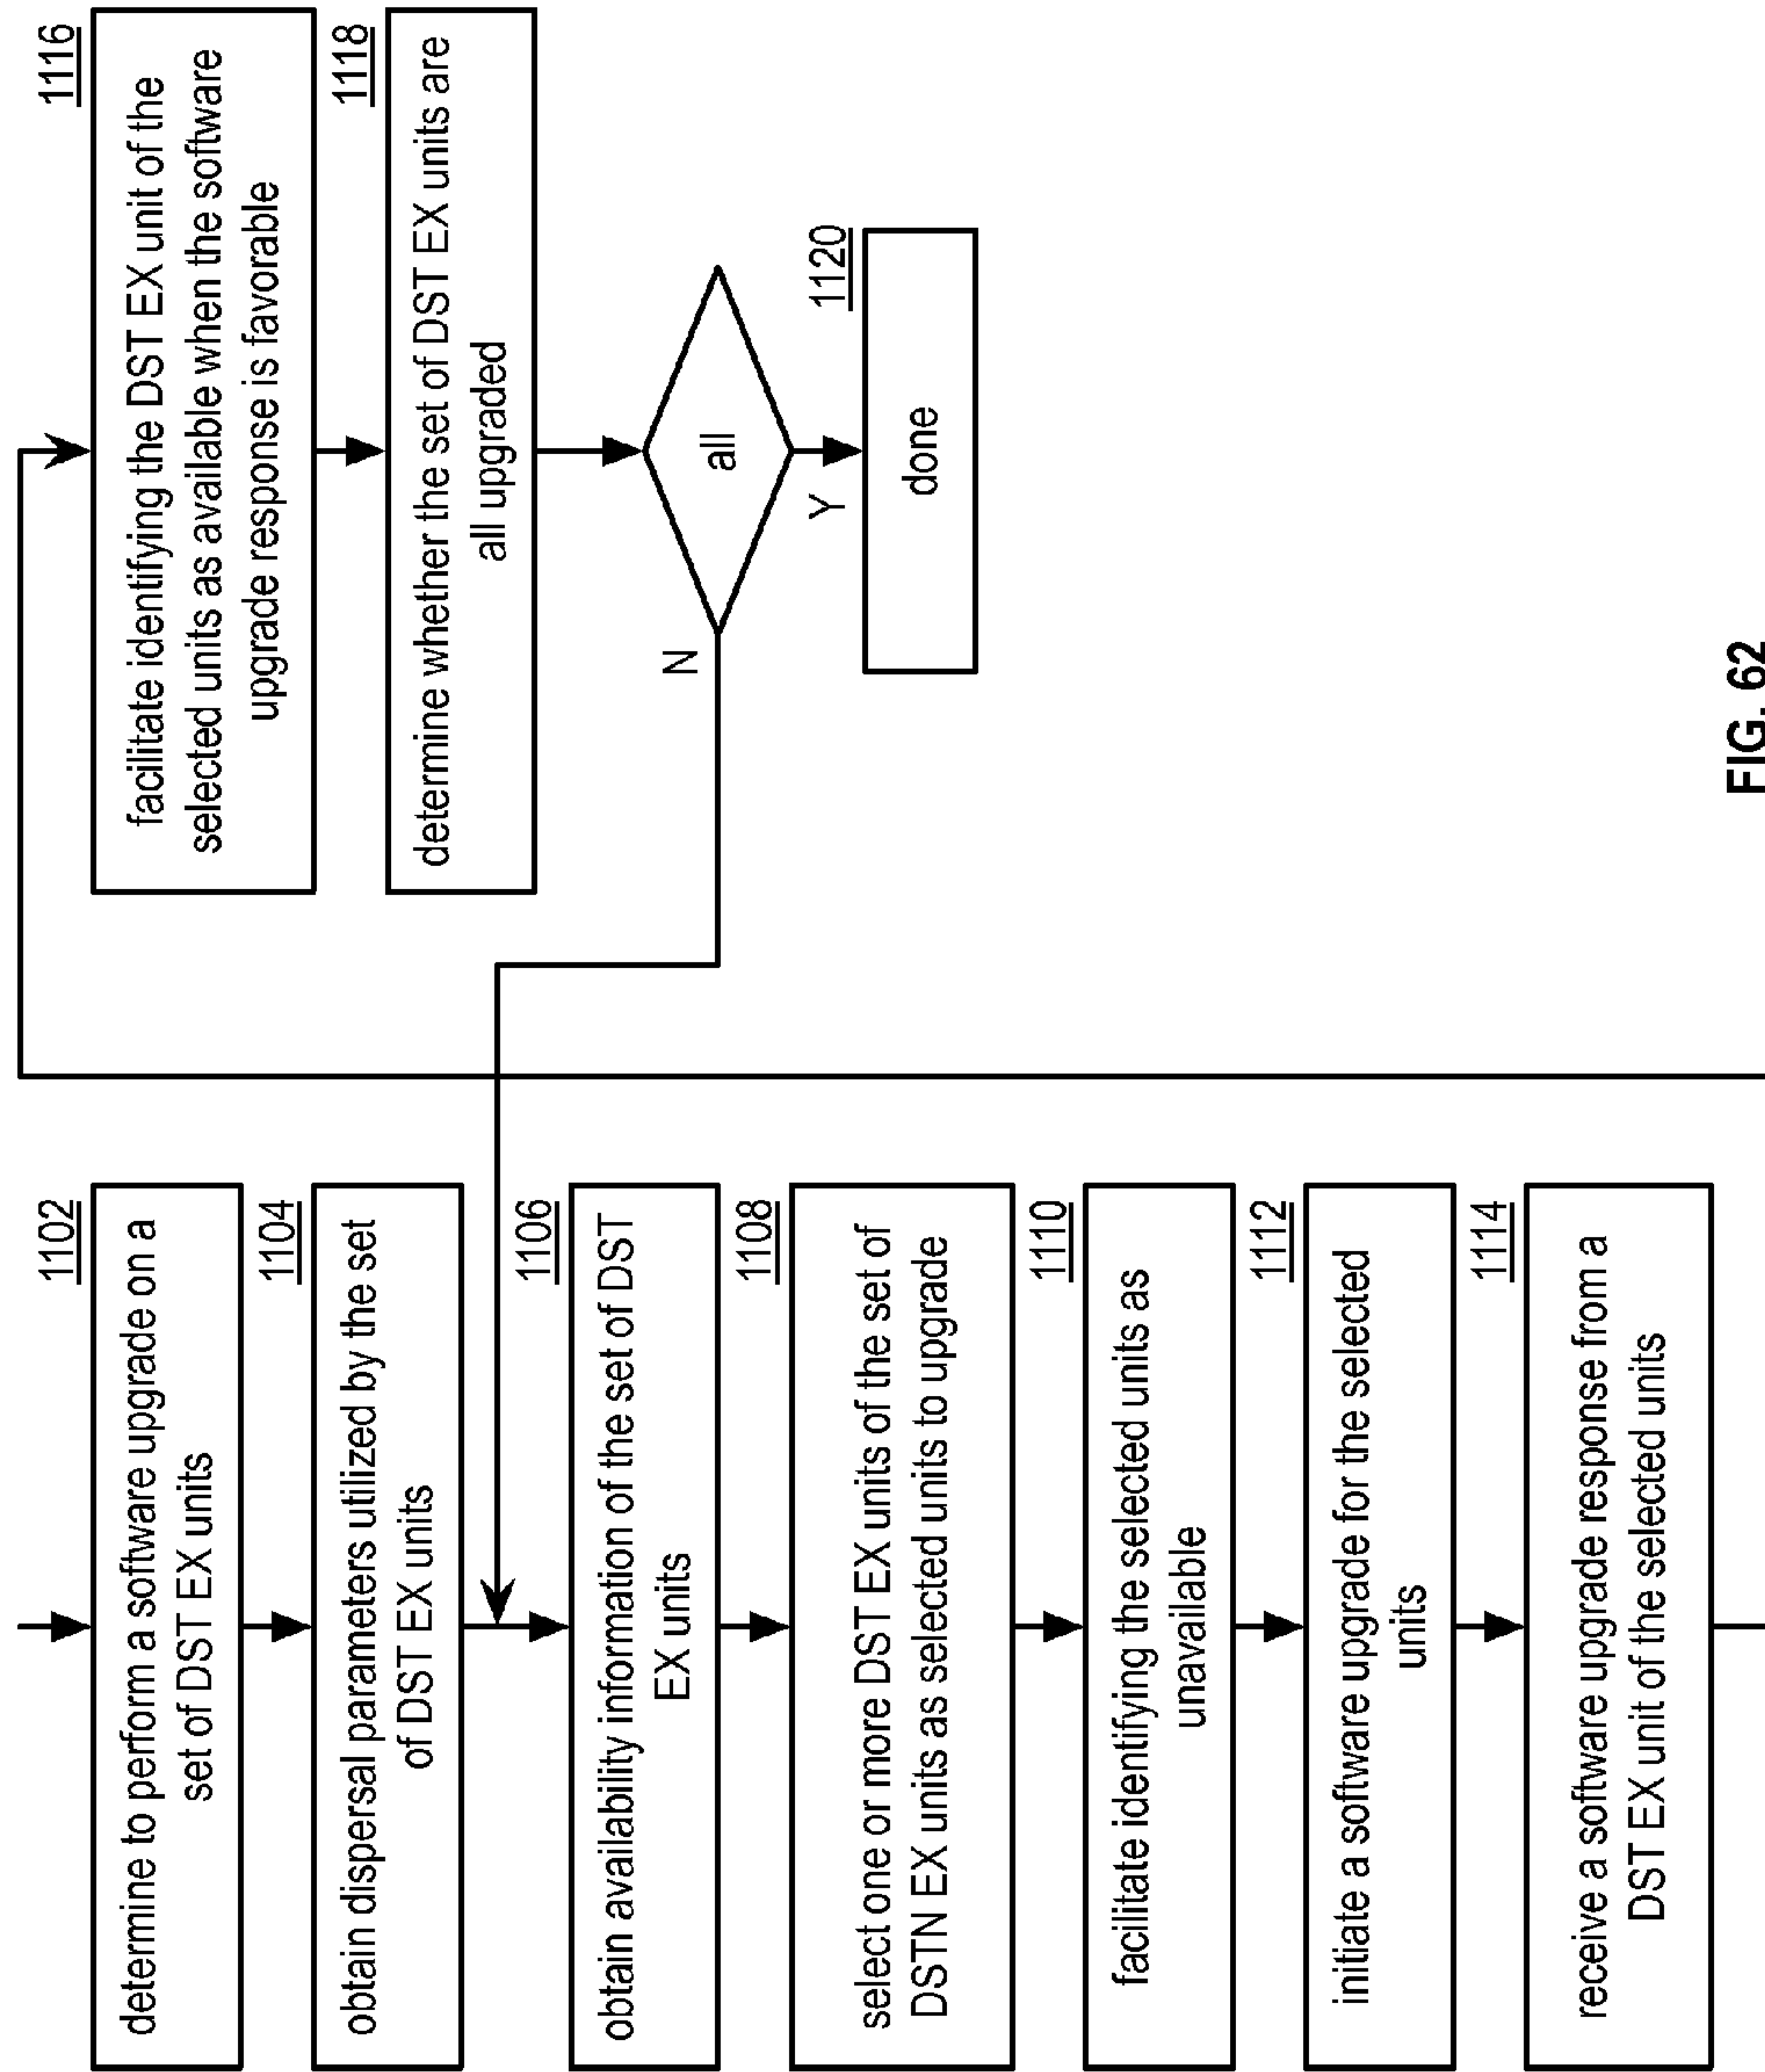 1102
determine to perform a software upgrade on a
set of DST EX units
1104
obtain dispersal parameters utilized by the set
of DST EX units
1106
obtain availability information of the set of DST
EX units
1108
select one or more DST EX units of the set of
DSTN EX units as selected units to upgrade
1110
facilitate identifying the selected units as
unavailable
1112
initiate a software upgrade for the selected
units
1114
receive a software upgrade response from a
DST EX unit of the selected units
1116
facilitate identifying the DST EX unit of the
selected units as available when the software
upgrade response is favorable
1118
determine whether the set of DST EX units are
all upgraded
all
N
Y
1120
done
FIG. 62